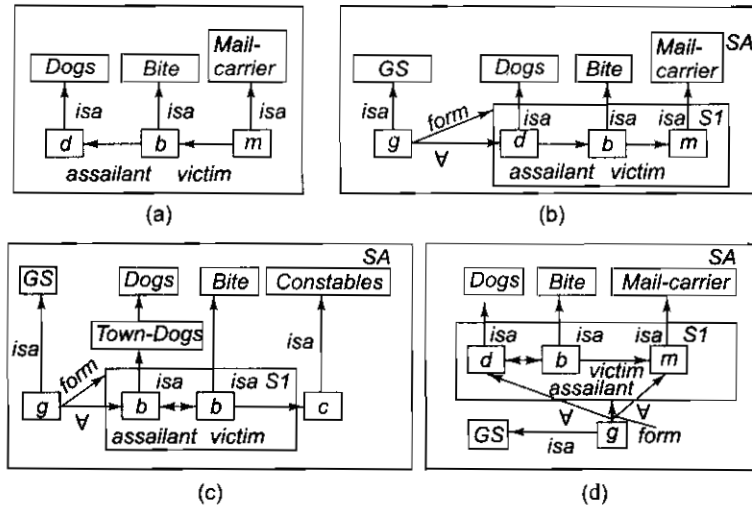 Mail-
carrier
Dogs
Bite
isa
isa
isa
d
b
m
assailant victim
(a)
SA
GS
Dogs
Bite
Mail-
carrier
isa
form
isa
isa
isa
S1
g
d
b
m
∀
assailant victim
(b)
SA
GS
Dogs
Bite
Constables
Town-Dogs
isa
form
isa
isa
S1
isa
g
b
b
c
∀
assailant victim
(c)
SA
Dogs
Bite
Mail-carrier
isa
isa
isa
S1
d
b
m
victim
assailant
∀
∀
GS
isa
g
form
(d)